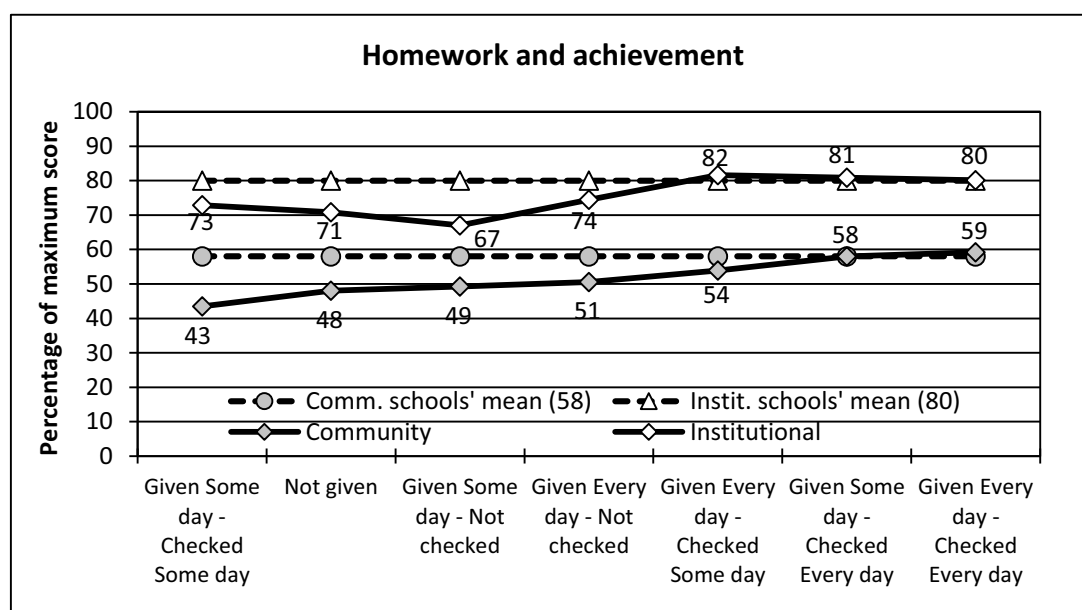 Homework and achievement
Percentage of maximum score
100
90
80
70
60
50
40
30
20
10
0
73
71
67
74
82
81
80
43
48
49
51
54
58
59
Comm. schools' mean (58)
Instit. schools' mean (80)
Community
Institutional
Given Some
day -
Checked
Some day
Not given
Given Some
day - Not
checked
Given Every
day - Not
checked
Given Every
day -
Checked
Some day
Given Some
day -
Checked
Every day
Given Every
day -
Checked
Every day